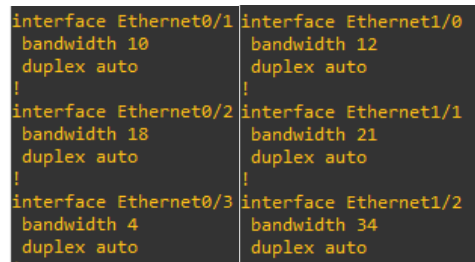 interface Ethernet0/1
 bandwidth 10
 duplex auto
!
interface Ethernet0/2
 bandwidth 18
 duplex auto
!
interface Ethernet0/3
 bandwidth 4
 duplex auto
interface Ethernet1/0
 bandwidth 12
 duplex auto
!
interface Ethernet1/1
 bandwidth 21
 duplex auto
!
interface Ethernet1/2
 bandwidth 34
 duplex auto